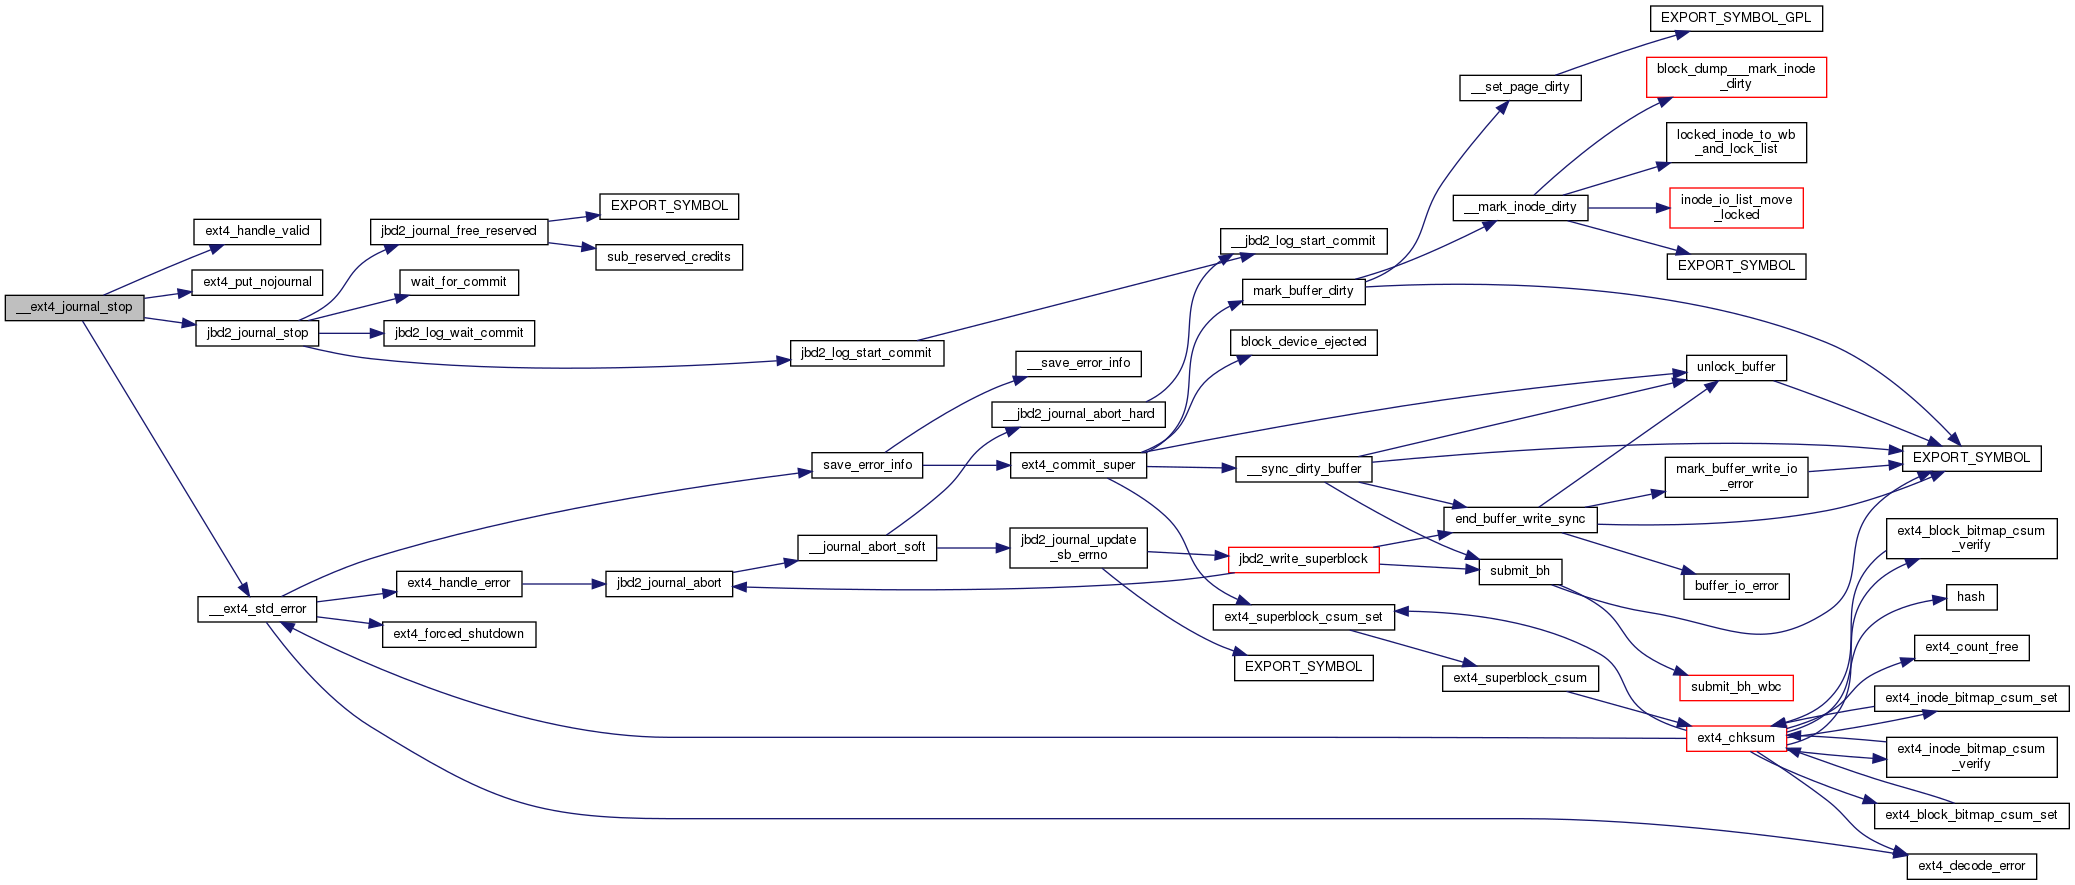 EXPORT_SYMBOL_GPL
__set_page_dirty
block_dump___mark_inode
_dirty
locked_inode_to_wb
_and_lock_list
__mark_inode_dirty
inode_io_list_move
_locked
EXPORT_SYMBOL
ext4_handle_valid
jbd2_journal_free_reserved
EXPORT_SYMBOL
sub_reserved_credits
__jbd2_log_start_commit
ext4_put_nojournal
wait_for_commit
mark_buffer_dirty
__ext4_journal_stop
jbd2_journal_stop
jbd2_log_wait_commit
jbd2_log_start_commit
block_device_ejected
__save_error_info
unlock_buffer
__jbd2_journal_abort_hard
save_error_info
ext4_commit_super
__sync_dirty_buffer
EXPORT_SYMBOL
mark_buffer_write_io
_error
end_buffer_write_sync
__journal_abort_soft
jbd2_journal_update
_sb_errno
jbd2_write_superblock
submit_bh
ext4_block_bitmap_csum
_verify
buffer_io_error
ext4_handle_error
jbd2_journal_abort
hash
__ext4_std_error
ext4_forced_shutdown
ext4_superblock_csum_set
ext4_count_free
EXPORT_SYMBOL
ext4_superblock_csum
submit_bh_wbc
ext4_inode_bitmap_csum_set
ext4_chksum
ext4_inode_bitmap_csum
_verify
ext4_block_bitmap_csum_set
ext4_decode_error